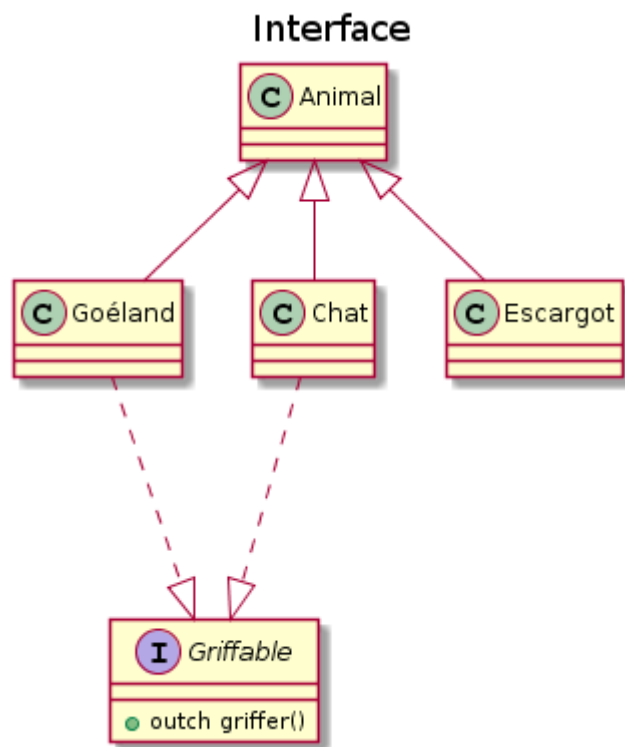 Interface
C Animal
C Goéland
C Chat
C Escargot
I Griffable
outch griffer()